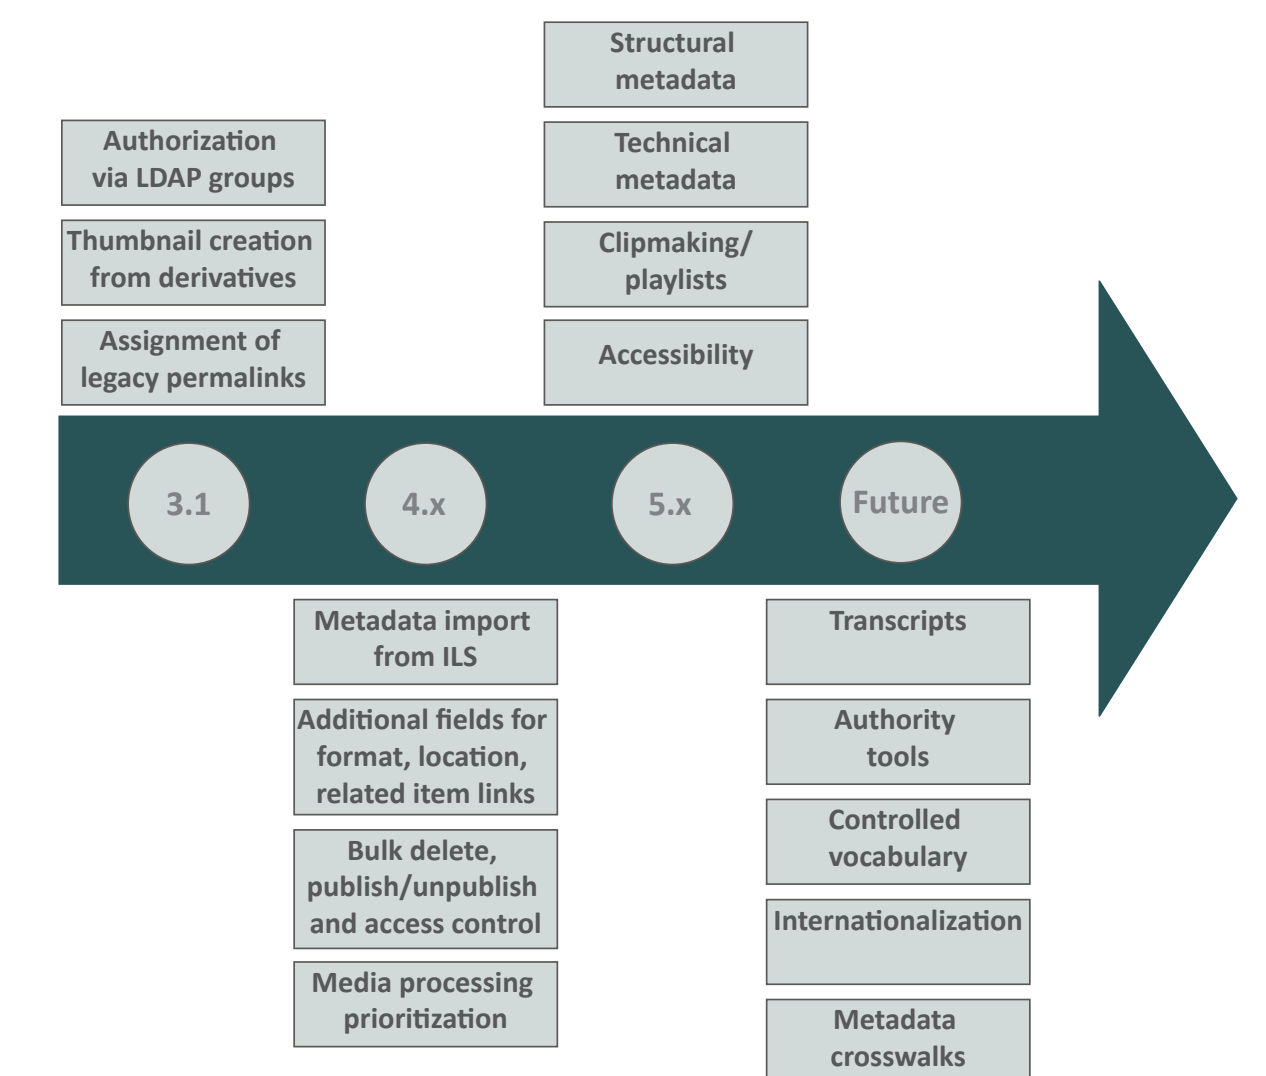 Structural
metadata
Authorization
via LDAP groups
Technical
metadata
Thumbnail creation
from derivatives
Clipmaking/
playlists
Assignment of
legacy permalinks
Accessibility
3.1
4.x
5.x
Future
Metadata import
from ILS
Transcripts
Additional fields for
format, location,
related item links
Authority
tools
Bulk delete,
publish/unpublish
and access control
Controlled
vocabulary
Internationalization
Media processing
prioritization
Metadata
crosswalks